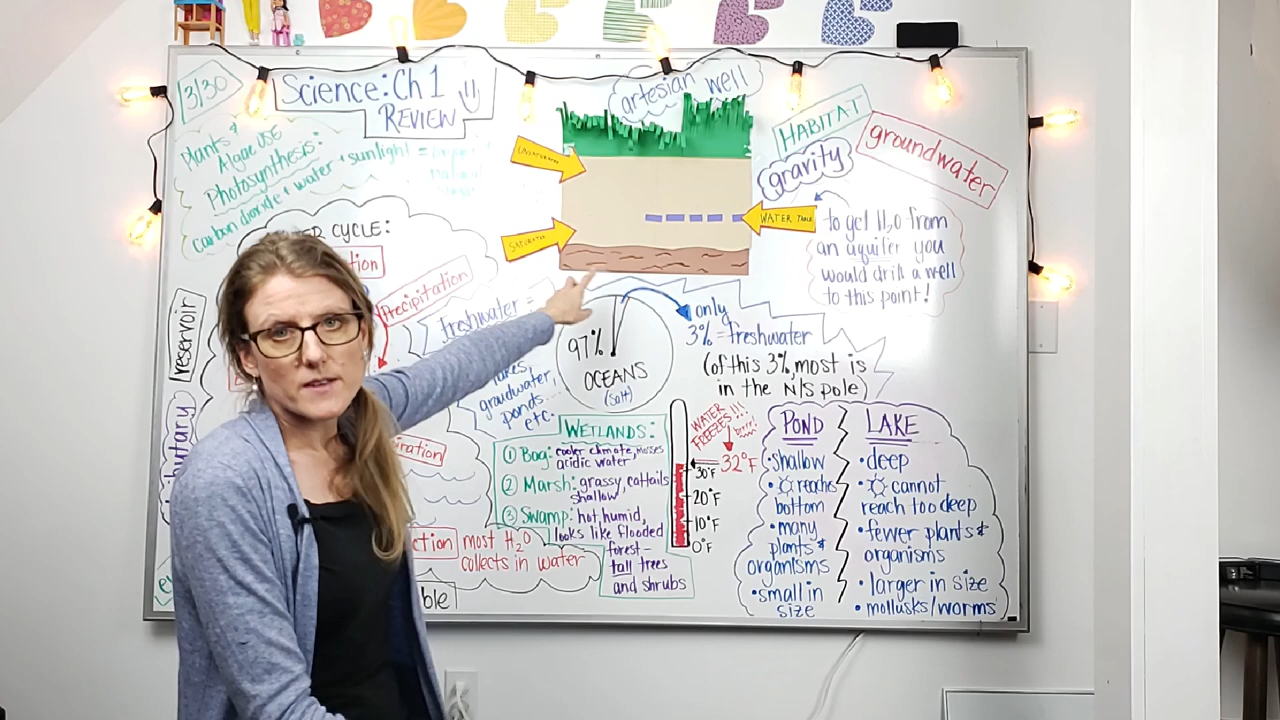 3/30
Science: Ch 1
REVIEW
artesian well
HABITAT
gravity
groundwater
Plants &
Algae USE
Photosynthesis:
carbon dioxide + water + sunlight =
UNSATURATED
SATURATED
WATER TABLE
to get H₂O from
an aquifer you
would drill a well
to this point!
CYCLE:
Precipitation
reservoir
freshwater =
lakes,
groudwater,
ponds...
etc.
97%
OCEANS
(salt)
only
3% = freshwater
(of this 3%, most is
in the N/S pole)
WETLANDS:
① Bog: cooler climate, mosses
acidic water
② Marsh: grassy, cattails
shallow
③ Swamp: hot, humid,
looks like flooded
forest-
tall trees
and shrubs
WATER
FREEZES!!!
brrr!
32°F
30°F
20°F
10°F
0°F
POND
•shallow
•reaches
bottom
•many
plants &
organisms
•small in
size
LAKE
•deep
•cannot
reach too deep
•fewer plants &
organisms
•larger in size
•mollusks/worms
most H₂O
collects in water